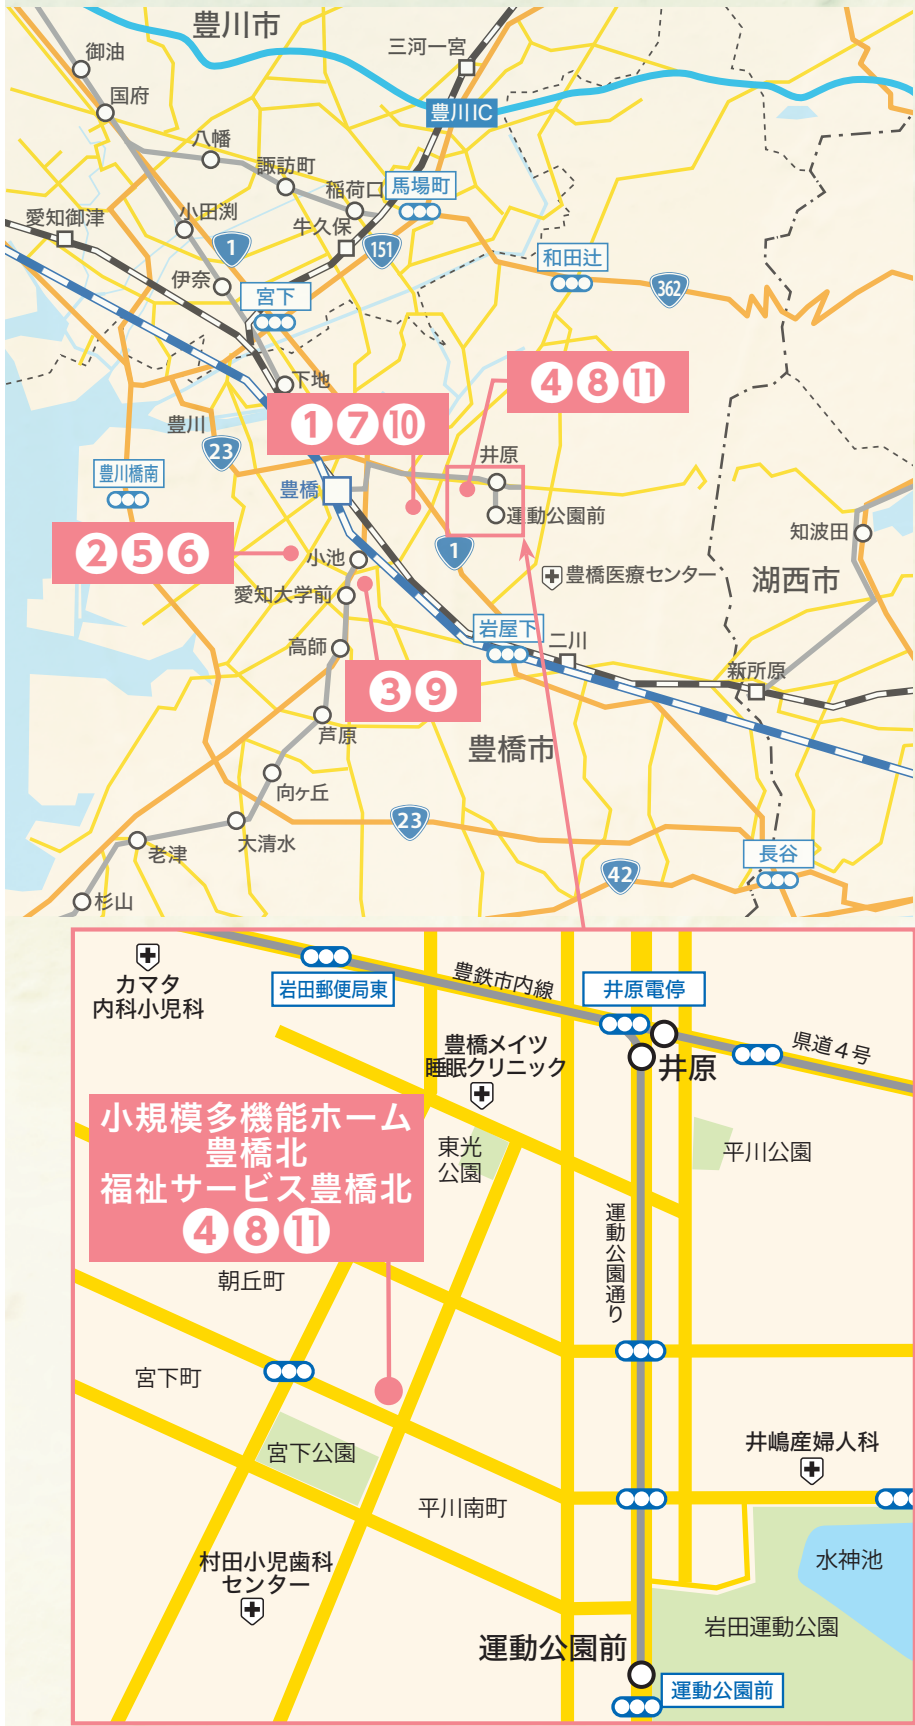 豊川市
御油
三河一宮
国府
豊川IC
八幡
諏訪町
馬場町
稲荷口
愛知御津
小田渕
牛久保
1
151
和田辻
伊奈
宮下
362
下地
4 8 11
豊川
1 7 10
23
井原
豊川橋南
豊橋
運動公園前
知波田
2 5 6
小池
1
豊橋医療センター
湖西市
愛知大学前
岩屋下
二川
高師
新所原
3 9
芦原
豊橋市
向ヶ丘
23
大清水
老津
長谷
42
杉山
カマタ
内科小児科
岩田郵便局東
豊鉄市内線
井原電停
県道4号
豊橋メイツ
睡眠クリニック
井原
小規模多機能ホーム
豊橋北
福祉サービス豊橋北
4 8 11
東光
公園
平川公園
運動公園通り
朝丘町
宮下町
宮下公園
井嶋産婦人科
平川南町
村田小児歯科
センター
水神池
岩田運動公園
運動公園前
運動公園前